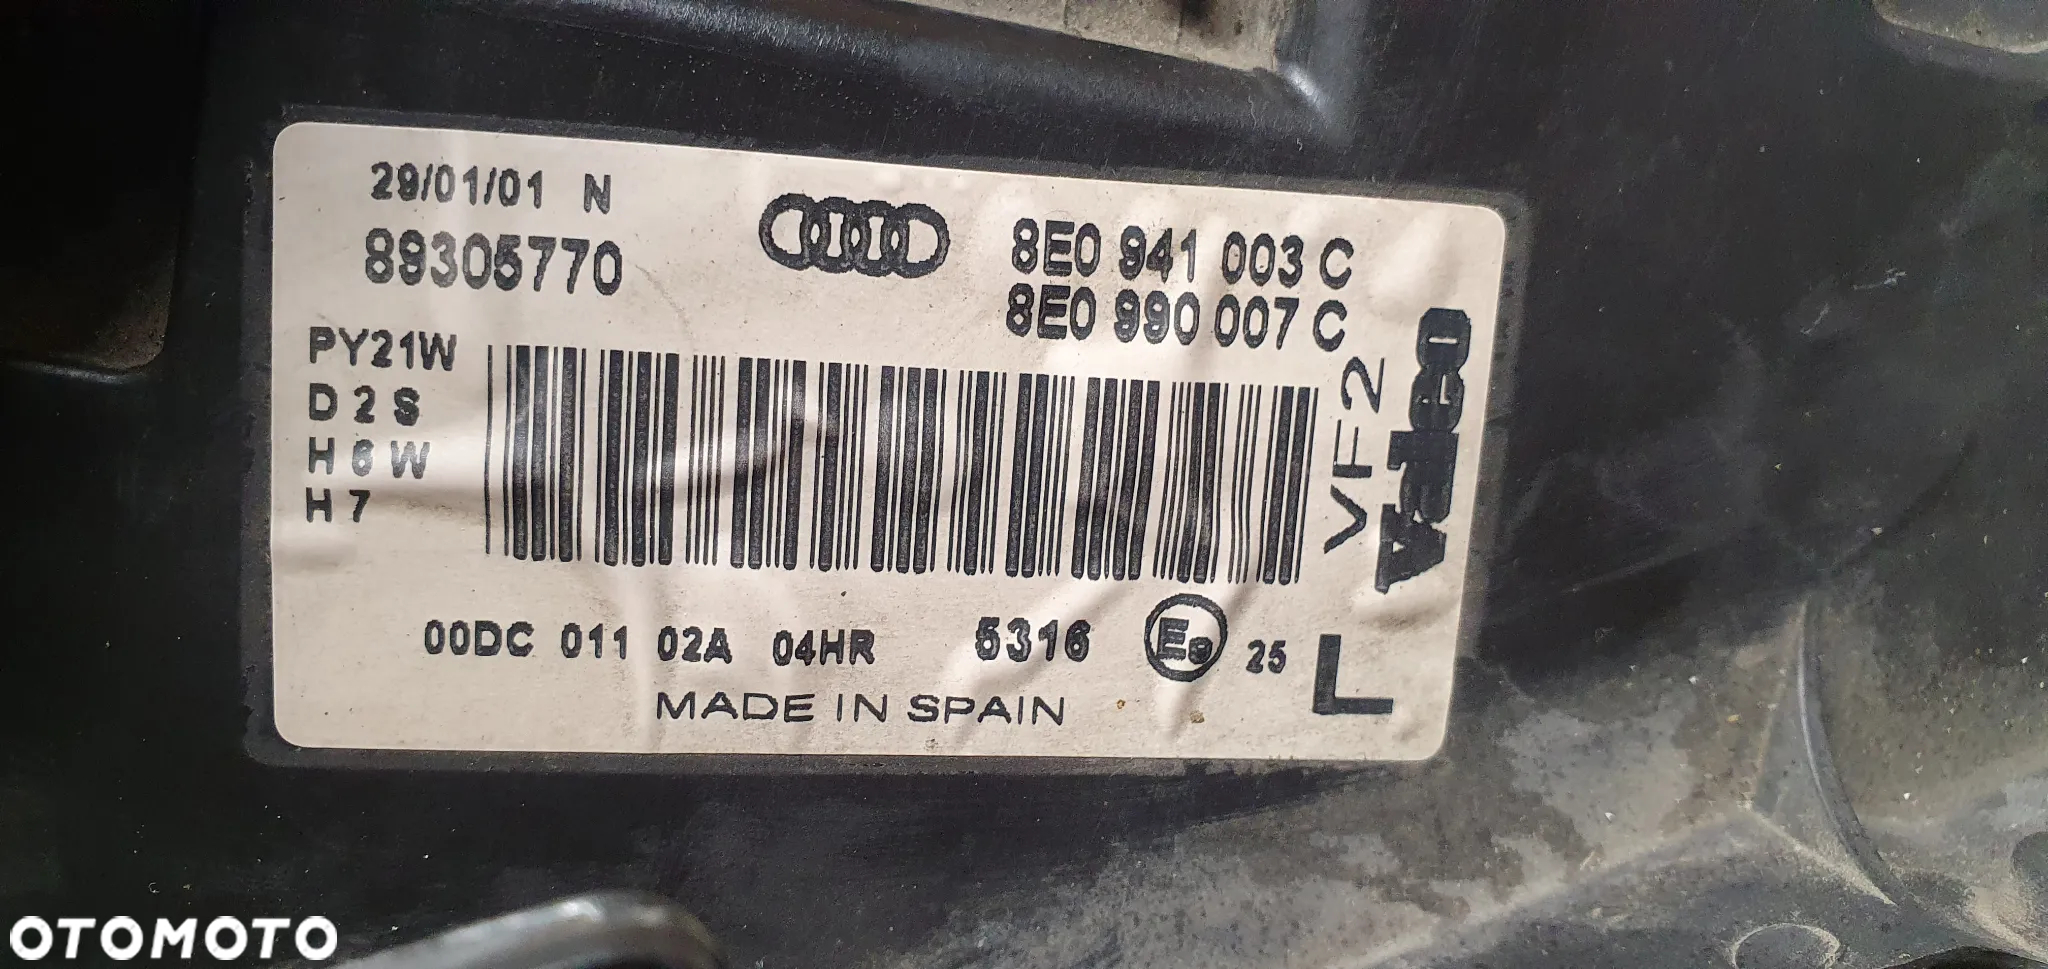 29/01/01 N
89305770
8E0 941 003 C
8E0 990 007 C
PY21W
D2S
H6W
H7
VF2
Valeo
00DC 011 02A 04HR 5316 E9 25
L
MADE IN SPAIN
OTOMOTO